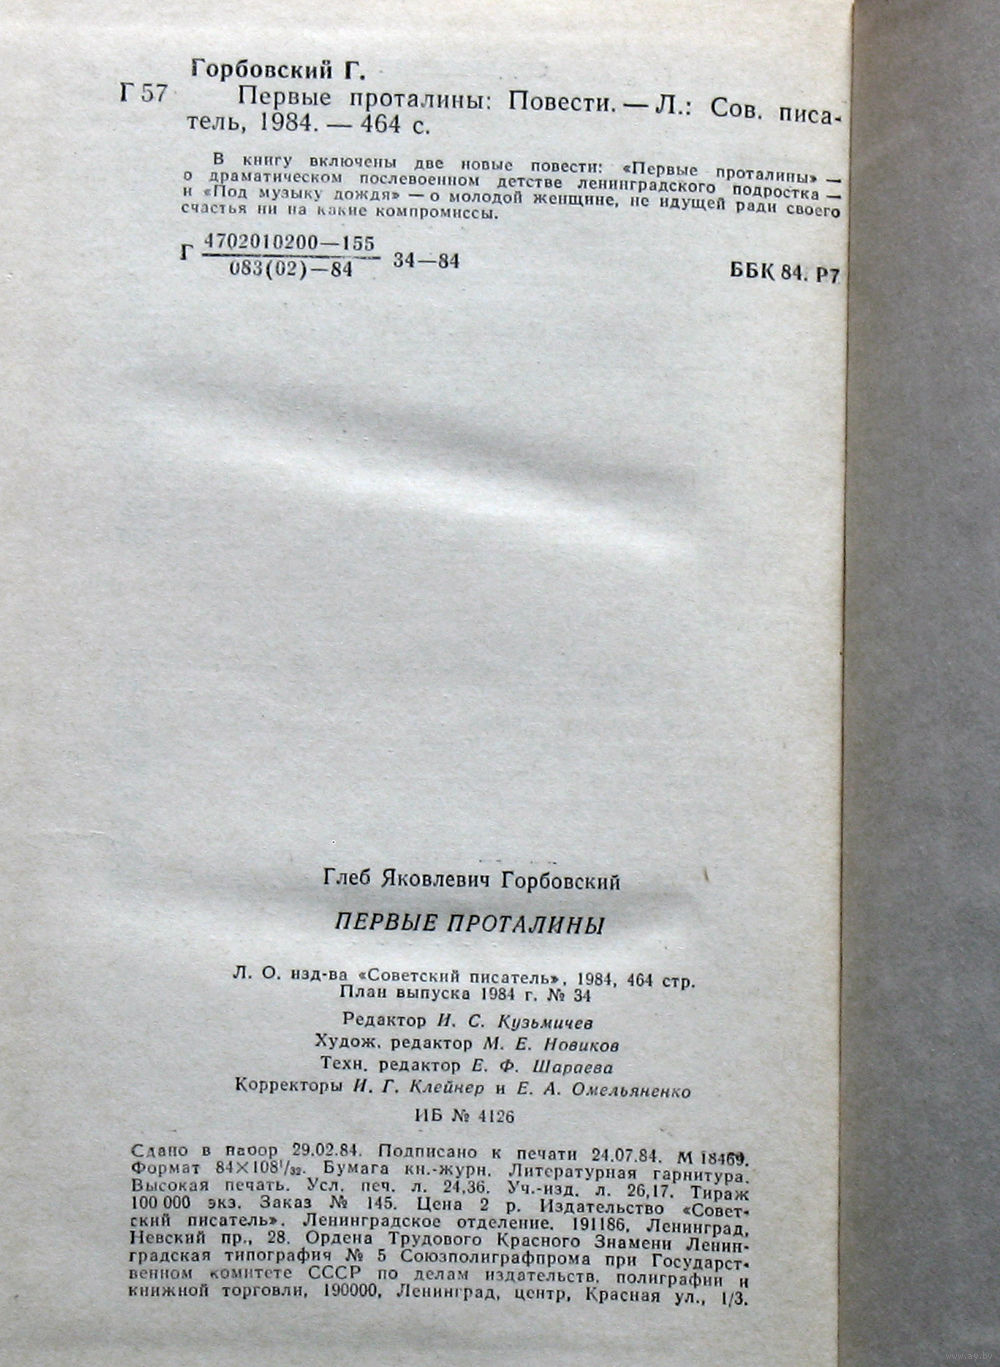 Горбовский Г.
Г 57 Первые проталины: Повести. — Л.: Сов. писа-
тель, 1984. — 464 с.
В книгу включены две новые повести: «Первые проталины» —
о драматическом послевоенном детстве ленинградского подростка —
и «Под музыку дождя» — о молодой женщине, не идущей ради своего
счастья ни на какие компромиссы.
Г 4702010200—155
083(02)—84 34—84 ББК 84. Р7
Глеб Яковлевич Горбовский
ПЕРВЫЕ ПРОТАЛИНЫ
Л. О. изд-ва «Советский писатель», 1984, 464 стр.
План выпуска 1984 г. № 34
Редактор И. С. Кузьмичев
Худож. редактор М. Е. Новиков
Техн. редактор Е. Ф. Шараева
Корректоры И. Г. Клейнер и Е. А. Омельяненко
ИБ № 4126
Сдано в набор 29.02.84. Подписано к печати 24.07.84. М 18469.
Формат 84×108¹/₃₂. Бумага кн.-журн. Литературная гарнитура.
Высокая печать. Усл. печ. л. 24,36. Уч.-изд. л. 26,17. Тираж
100 000 экз. Заказ № 145. Цена 2 р. Издательство «Совет-
ский писатель». Ленинградское отделение. 191186, Ленинград,
Невский пр., 28. Ордена Трудового Красного Знамени Ленин-
градская типография № 5 Союзполиграфпрома при Государст-
венном комитете СССР по делам издательств, полиграфии и
книжной торговли, 190000, Ленинград, центр, Красная ул., 1/3.
www.ay.by